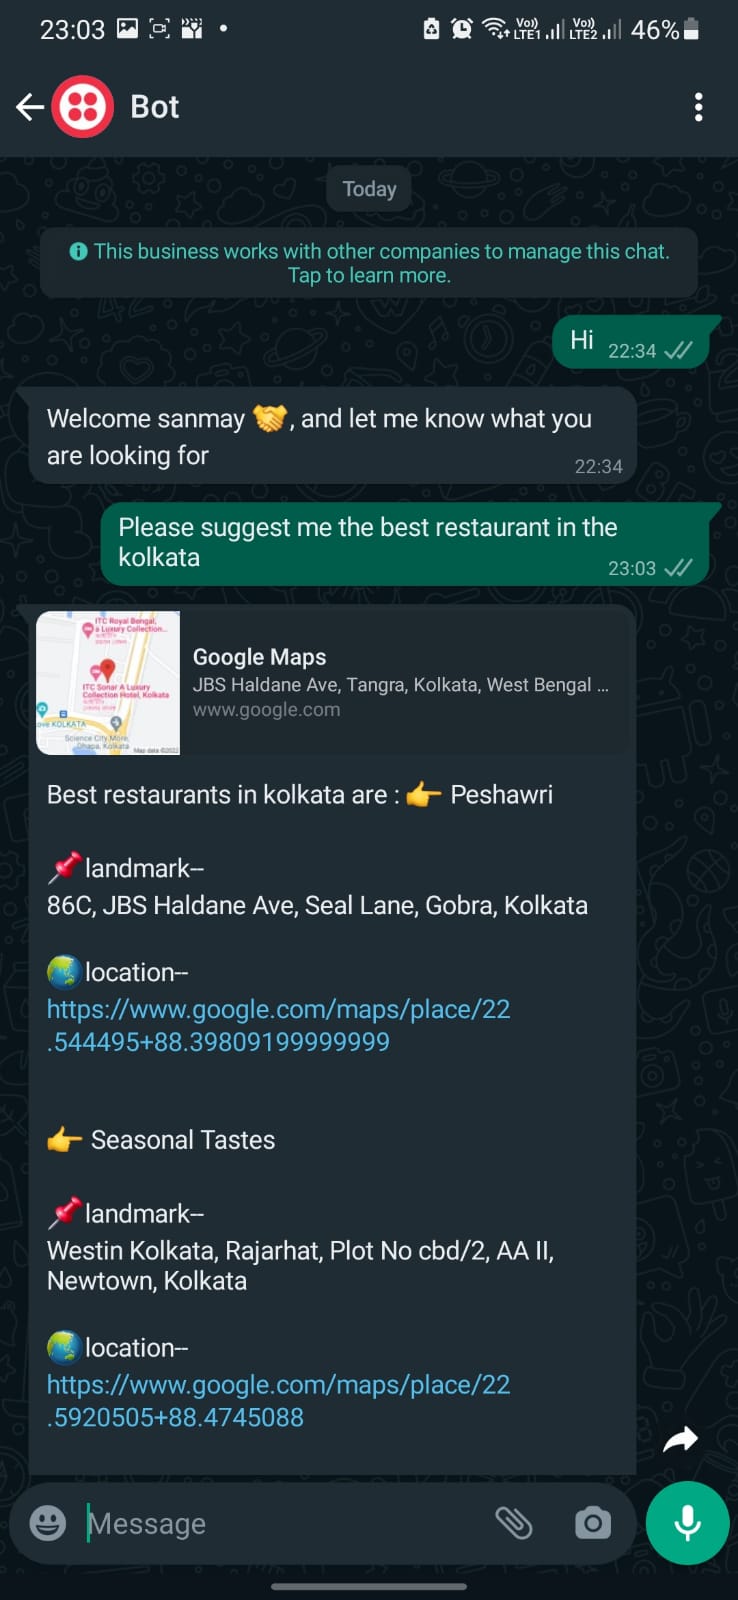 23:03
Vo)) LTE1
Vo)) LTE2
46%
Bot
Today
This business works with other companies to manage this chat.
Tap to learn more.
Hi
22:34
Welcome sanmay 🤝, and let me know what you
are looking for
22:34
Please suggest me the best restaurant in the
kolkata
23:03
ITC Royal Bengal,
a Luxury Collection...
ITC Sonar A Luxury
Collection Hotel, Kolkata
ove KOLKATA
Science City More,
Dhapa, Kolkata
Map data ©2022
Google Maps
JBS Haldane Ave, Tangra, Kolkata, West Bengal ...
www.google.com
Best restaurants in kolkata are : 👉 Peshawri
📌landmark--
86C, JBS Haldane Ave, Seal Lane, Gobra, Kolkata
🌏location--
https://www.google.com/maps/place/22
.544495+88.39809199999999
👉 Seasonal Tastes
📌landmark--
Westin Kolkata, Rajarhat, Plot No cbd/2, AA II,
Newtown, Kolkata
🌏location--
https://www.google.com/maps/place/22
.5920505+88.4745088
Message